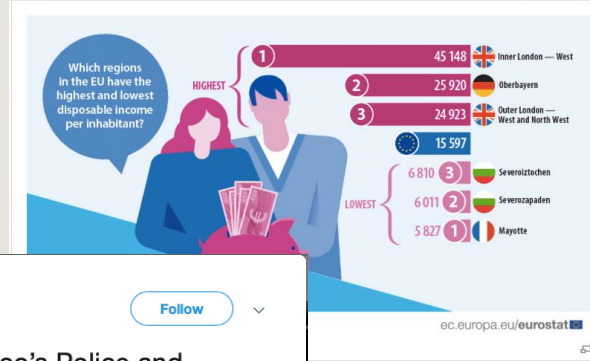 Which regions
in the EU have the
highest and lowest
disposable income
per inhabitant?
HIGHEST
1 45 148 Inner London — West
2 25 920 Oberbayern
3 24 923 Outer London —
West and North West
15 597
LOWEST
6 810 3 Severoiztochen
6 011 2 Severozapaden
5 827 1 Mayotte
ec.europa.eu/eurostat
Follow
Police and